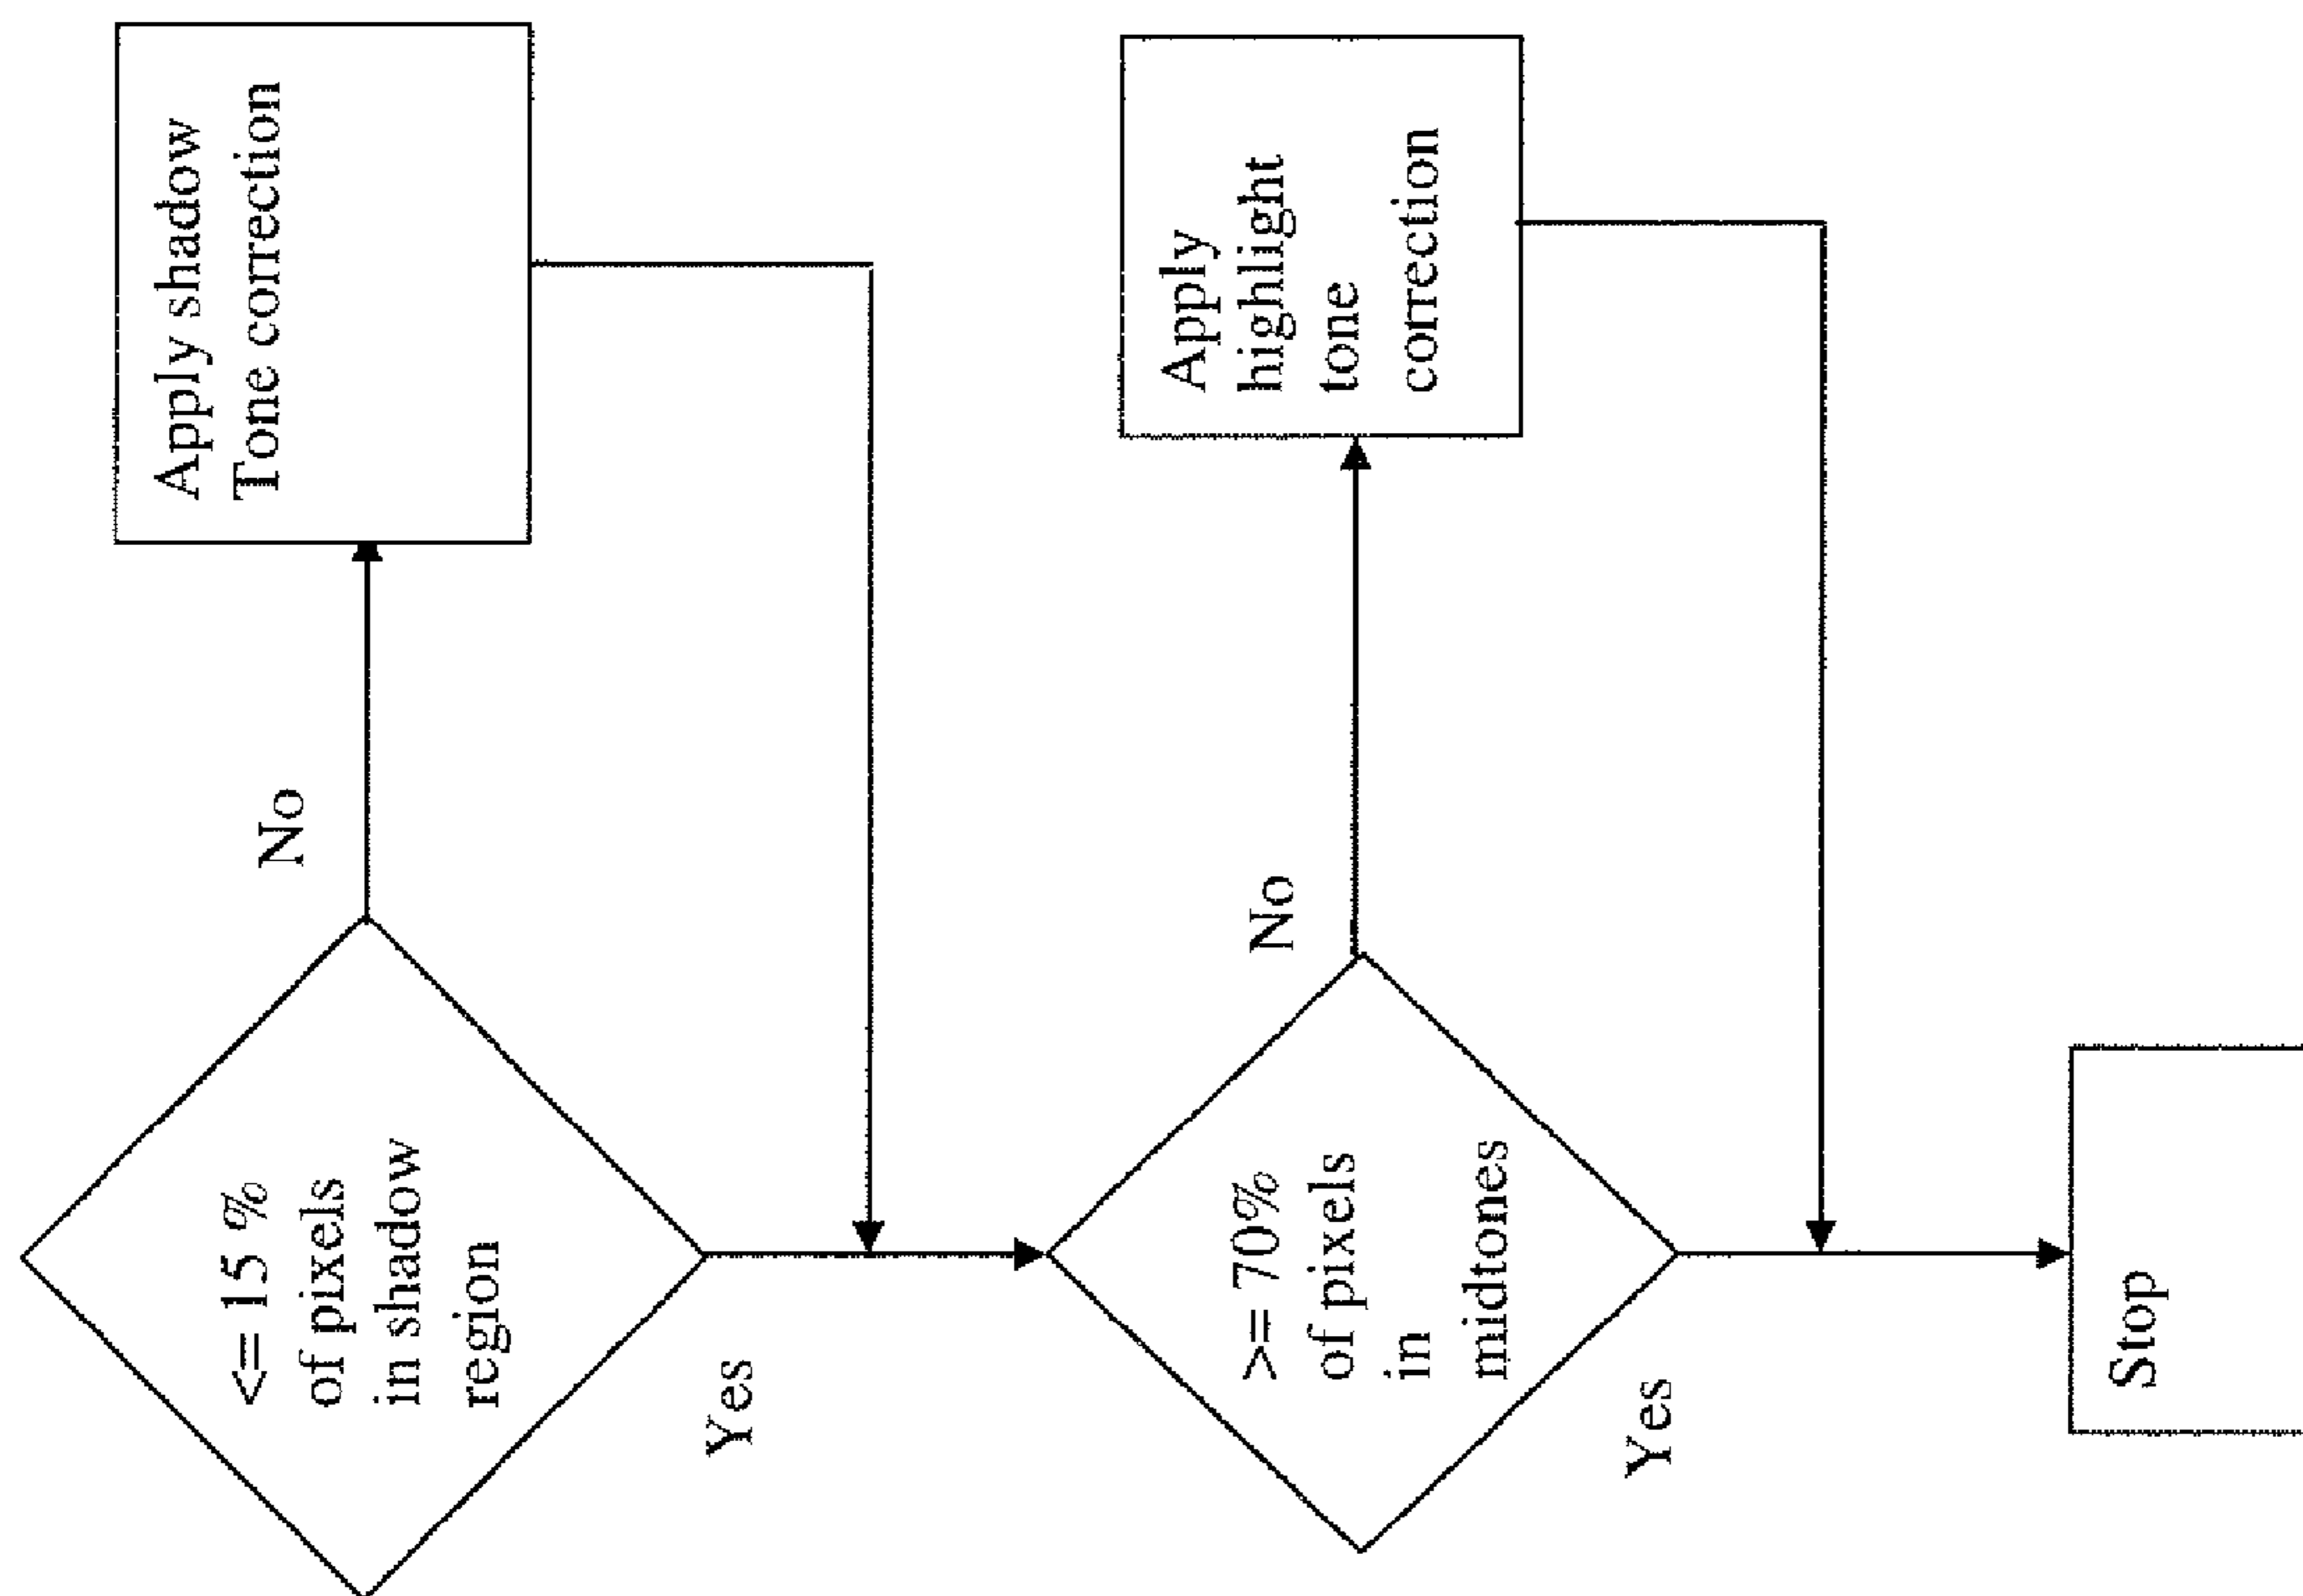 <= 15 %
of pixels
in shadow
region
No
Apply shadow
Tone correction
Yes
>= 70%
of pixels
in
midtones
No
Apply
highlight
tone
correction
Yes
Stop